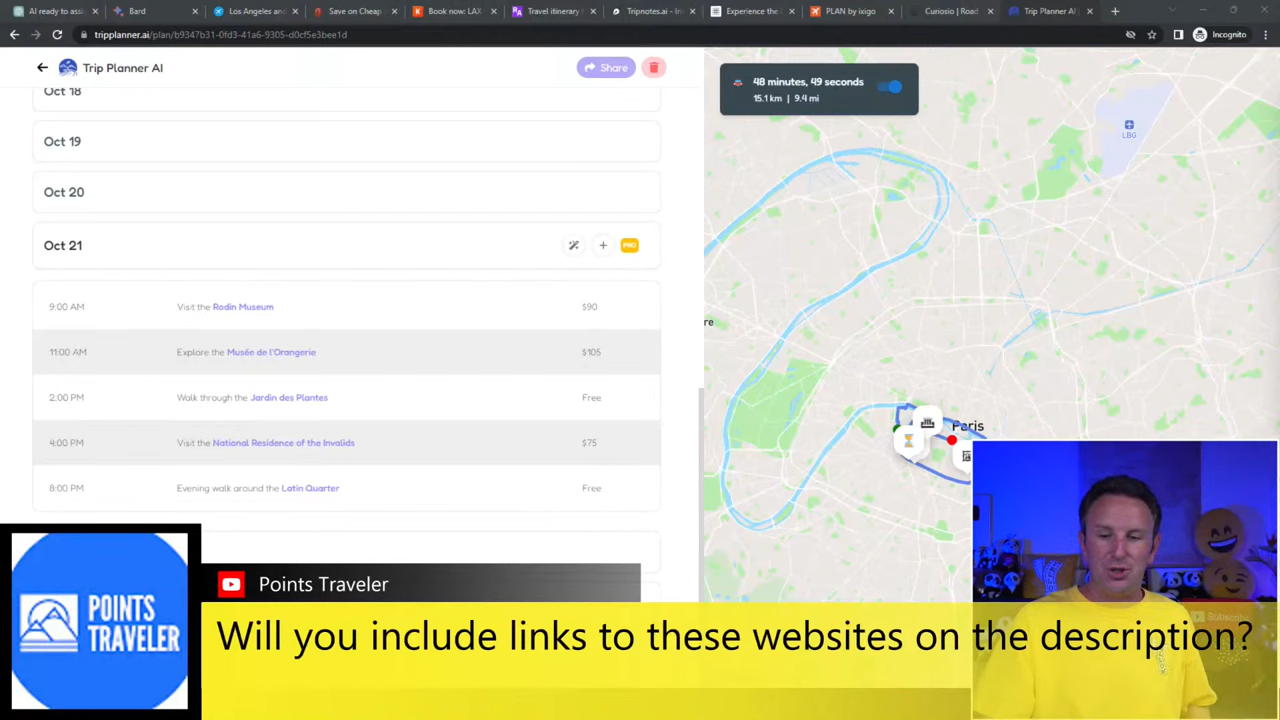 AI ready to assi
Bard
Los Angeles and
Save on Cheap
Book now: LAX
Travel itinerary
Tripnotes.ai - In
Experience the
PLAN by ixigo
Curiosio | Road
Trip Planner AI
tripplanner.ai/plan/b9347b31-0fd3-41a6-9305-d0cf5e3bee1d
Incognito
Trip Planner AI
Share
48 minutes, 49 seconds
15.1 km | 9.4 mi
Oct 18
Oct 19
Oct 20
Oct 21
PRO
9:00 AM Visit the Rodin Museum $90
11:00 AM Explore the Musée de l'Orangerie $105
2:00 PM Walk through the Jardin des Plantes Free
4:00 PM Visit the National Residence of the Invalids $75
8:00 PM Evening walk around the Latin Quarter Free
LBG
re
Paris
POINTS
TRAVELER
Points Traveler
Will you include links to these websites on the description?